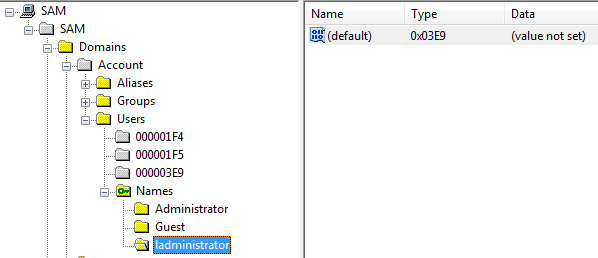 SAM
SAM
Domains
Account
Aliases
Groups
Users
000001F4
000001F5
000003E9
Names
Administrator
Guest
ladministrator
Name Type Data
(default) 0x03E9 (value not set)